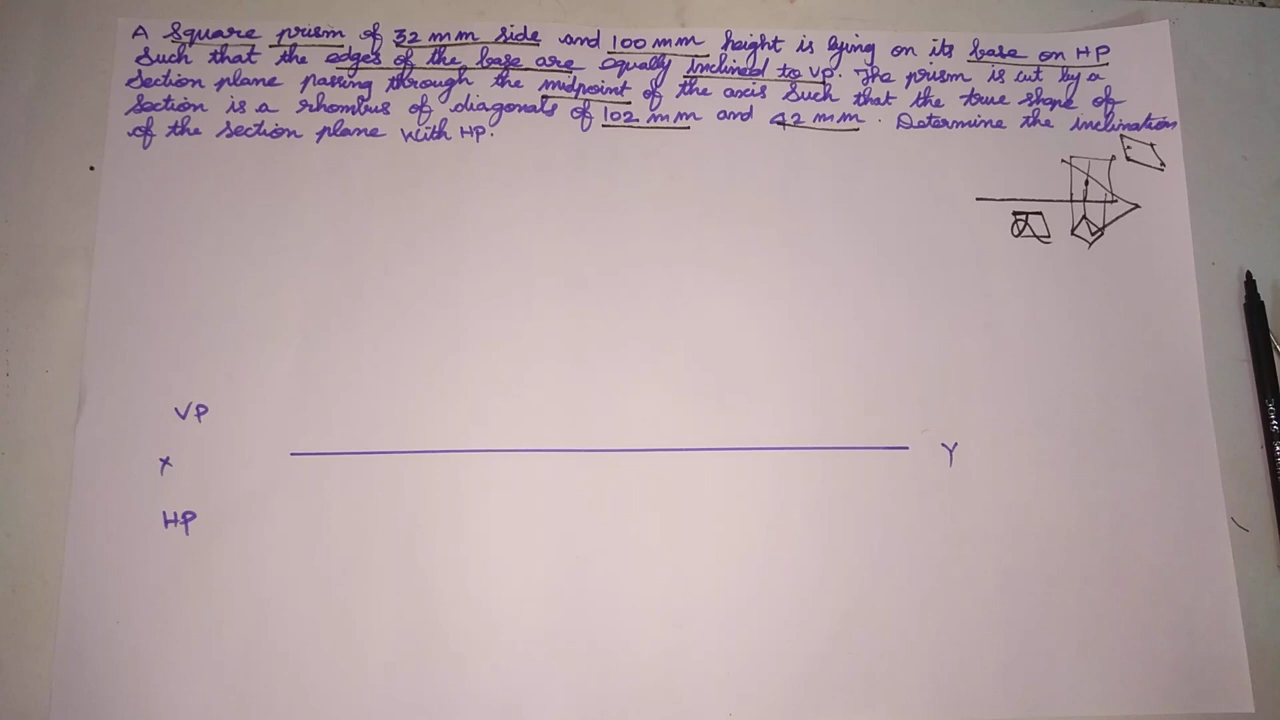 A Square prism of 32 mm side and 100 mm height is lying on its base on HP
Such that the edges of the base are equally inclined to VP. The prism is cut by a
Section plane passing through the midpoint of the axis Such that the true shape of
Section is a rhombus of diagonals of 102 mm and 42 mm. Determine the inclination
of the section plane with HP.
VP
X
Y
HP